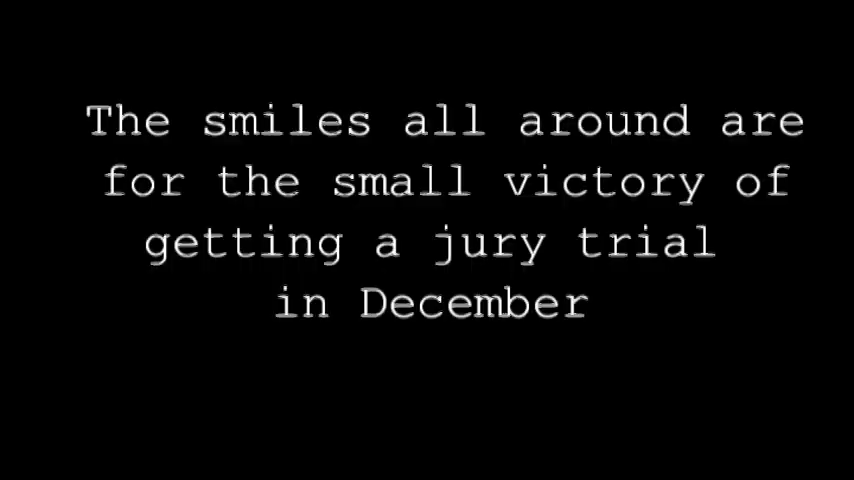 The smiles all around are
for the small victory of
getting a jury trial
in December